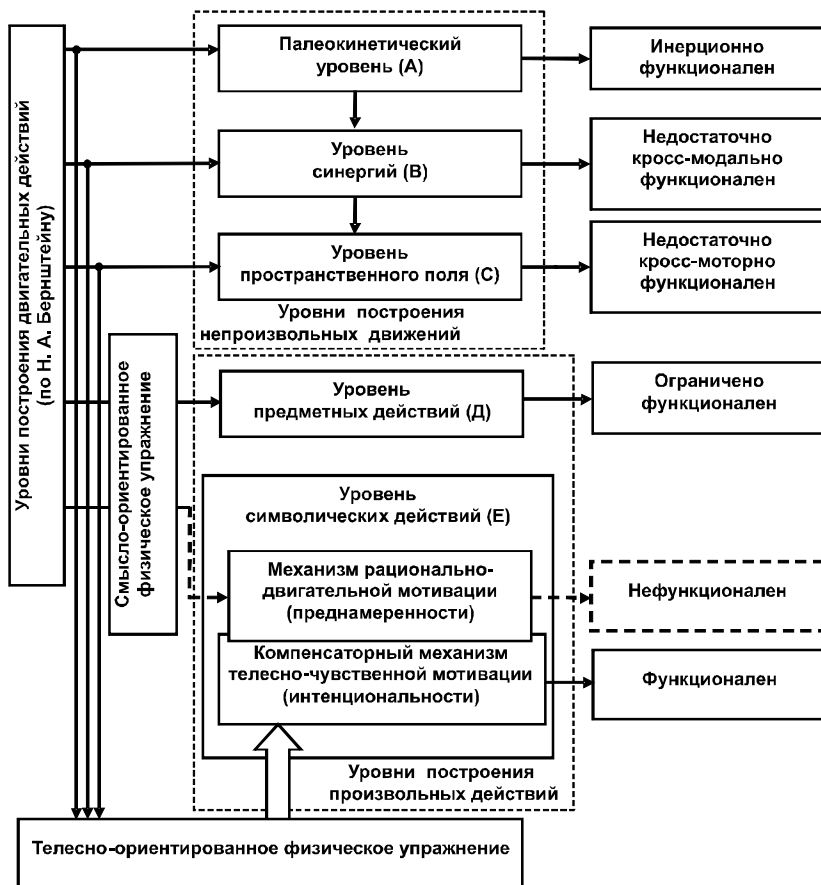 Уровни построения двигательных действий
(по Н. А. Бернштейну)
Палеокинетический
уровень (А)
Инерционно
функционален
Уровень
синергий (В)
Недостаточно
кросс-модально
функционален
Уровень
пространственного поля (С)
Недостаточно
кросс-моторно
функционален
Уровни построения
непроизвольных движений
Смысло-ориентированное
физическое упражнение
Уровень
предметных действий (Д)
Ограничено
функционален
Уровень
символических действий (Е)
Механизм рационально-
двигательной мотивации
(преднамеренности)
Нефункционален
Компенсаторный механизм
телесно-чувственной мотивации
(интенциональности)
Функционален
Уровни построения
произвольных действий
Телесно-ориентированное физическое упражнение